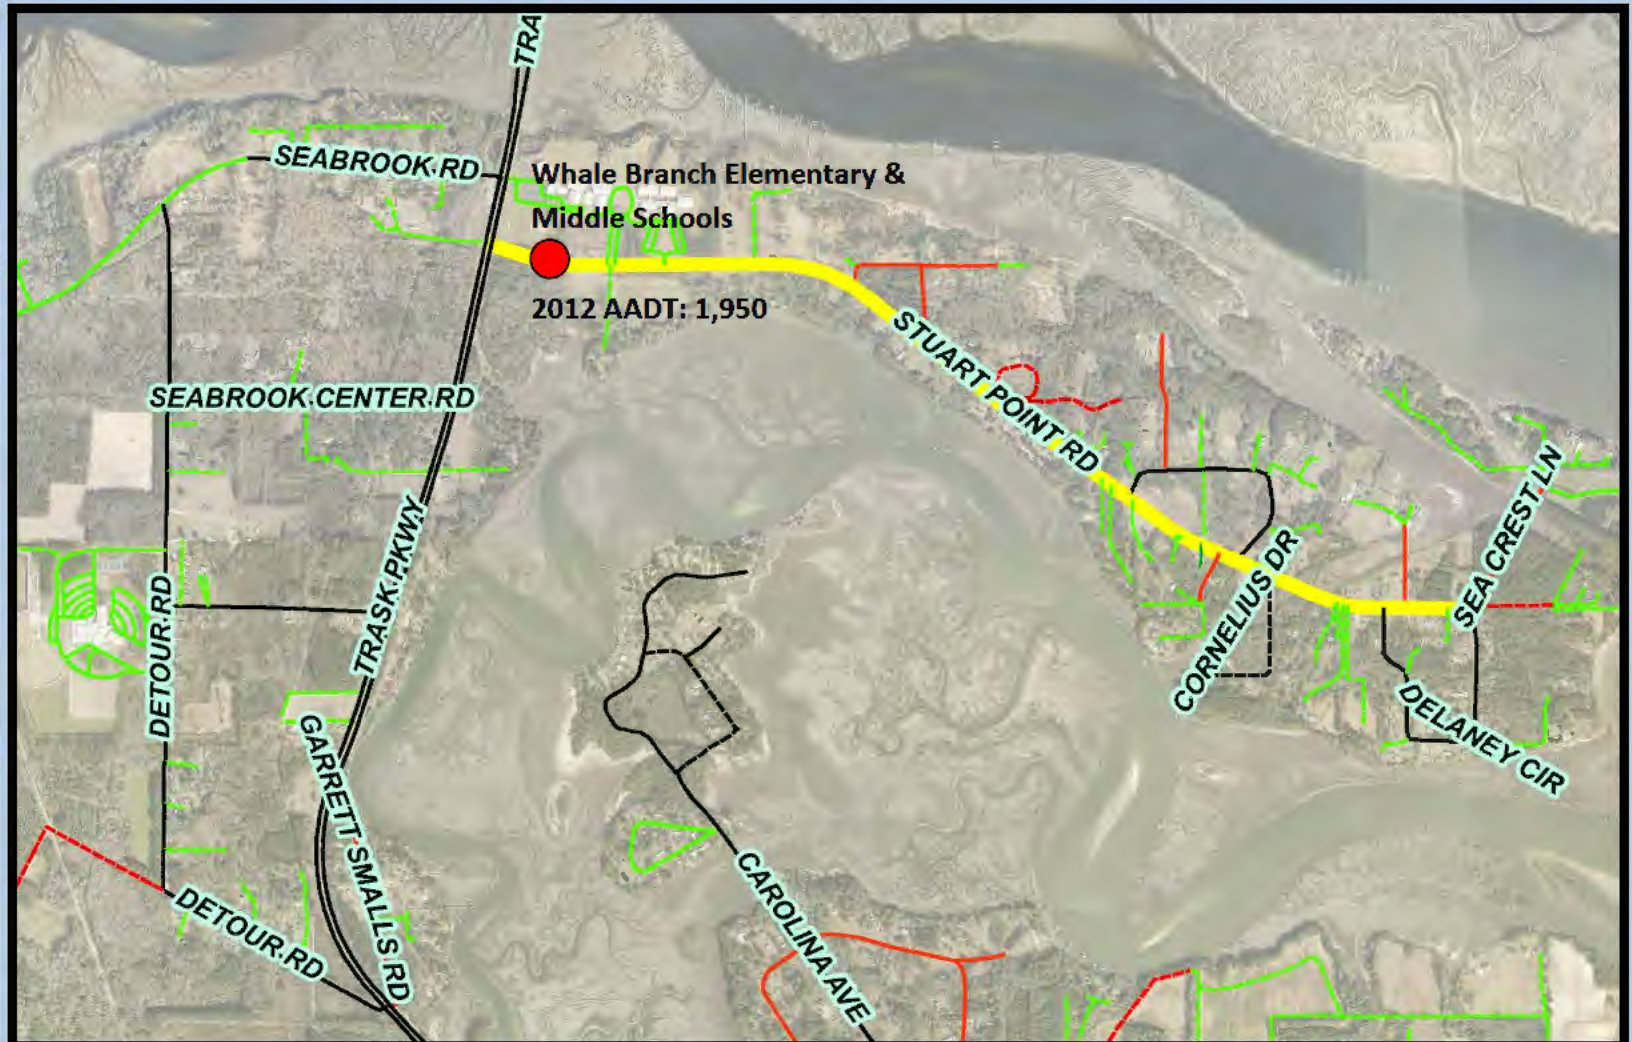 TRA
SEABROOK RD
Whale Branch Elementary &
Middle Schools
2012 AADT: 1,950
STUART POINT RD
SEABROOK CENTER RD
SEA CREST LN
TRASK PKWY
CORNELIUS DR
DETOUR RD
DELANEY CIR
GARRETT SMALLS RD
CAROLINA AVE
DETOUR RD